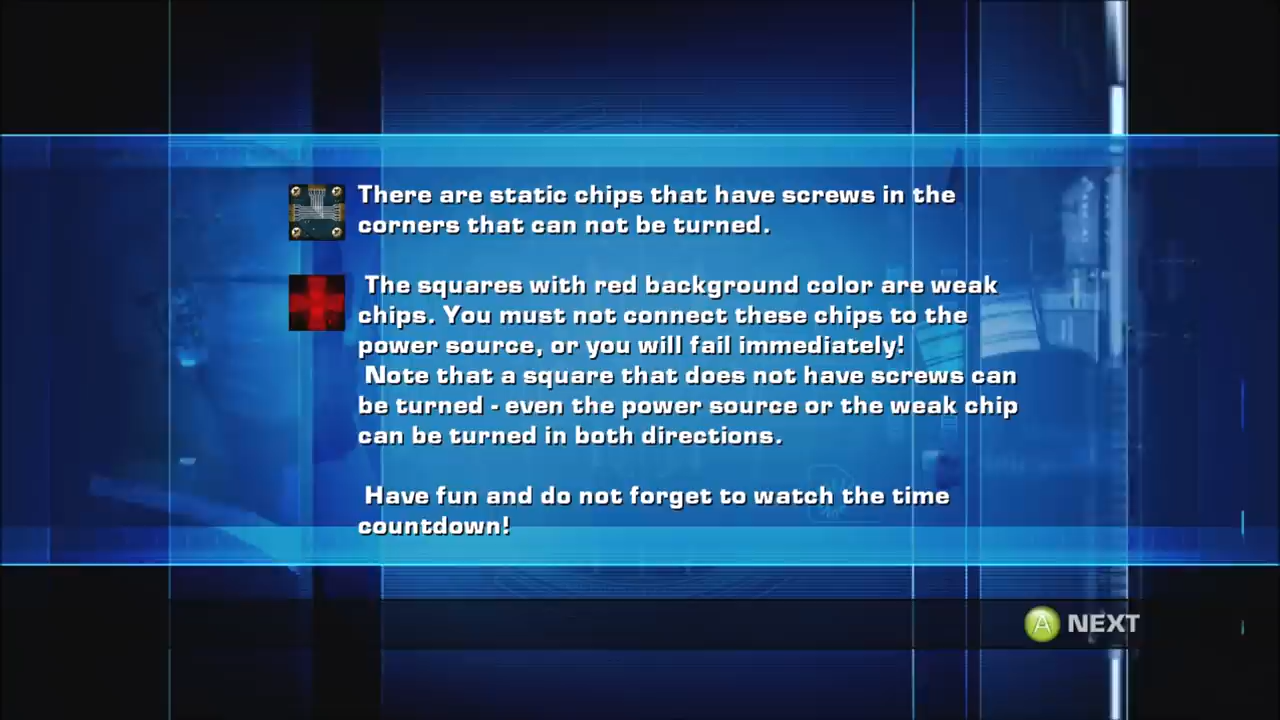 There are static chips that have screws in the
corners that can not be turned.
The squares with red background color are weak
chips. You must not connect these chips to the
power source, or you will fail immediately!
Note that a square that does not have screws can
be turned - even the power source or the weak chip
can be turned in both directions.
Have fun and do not forget to watch the time
countdown!
A NEXT